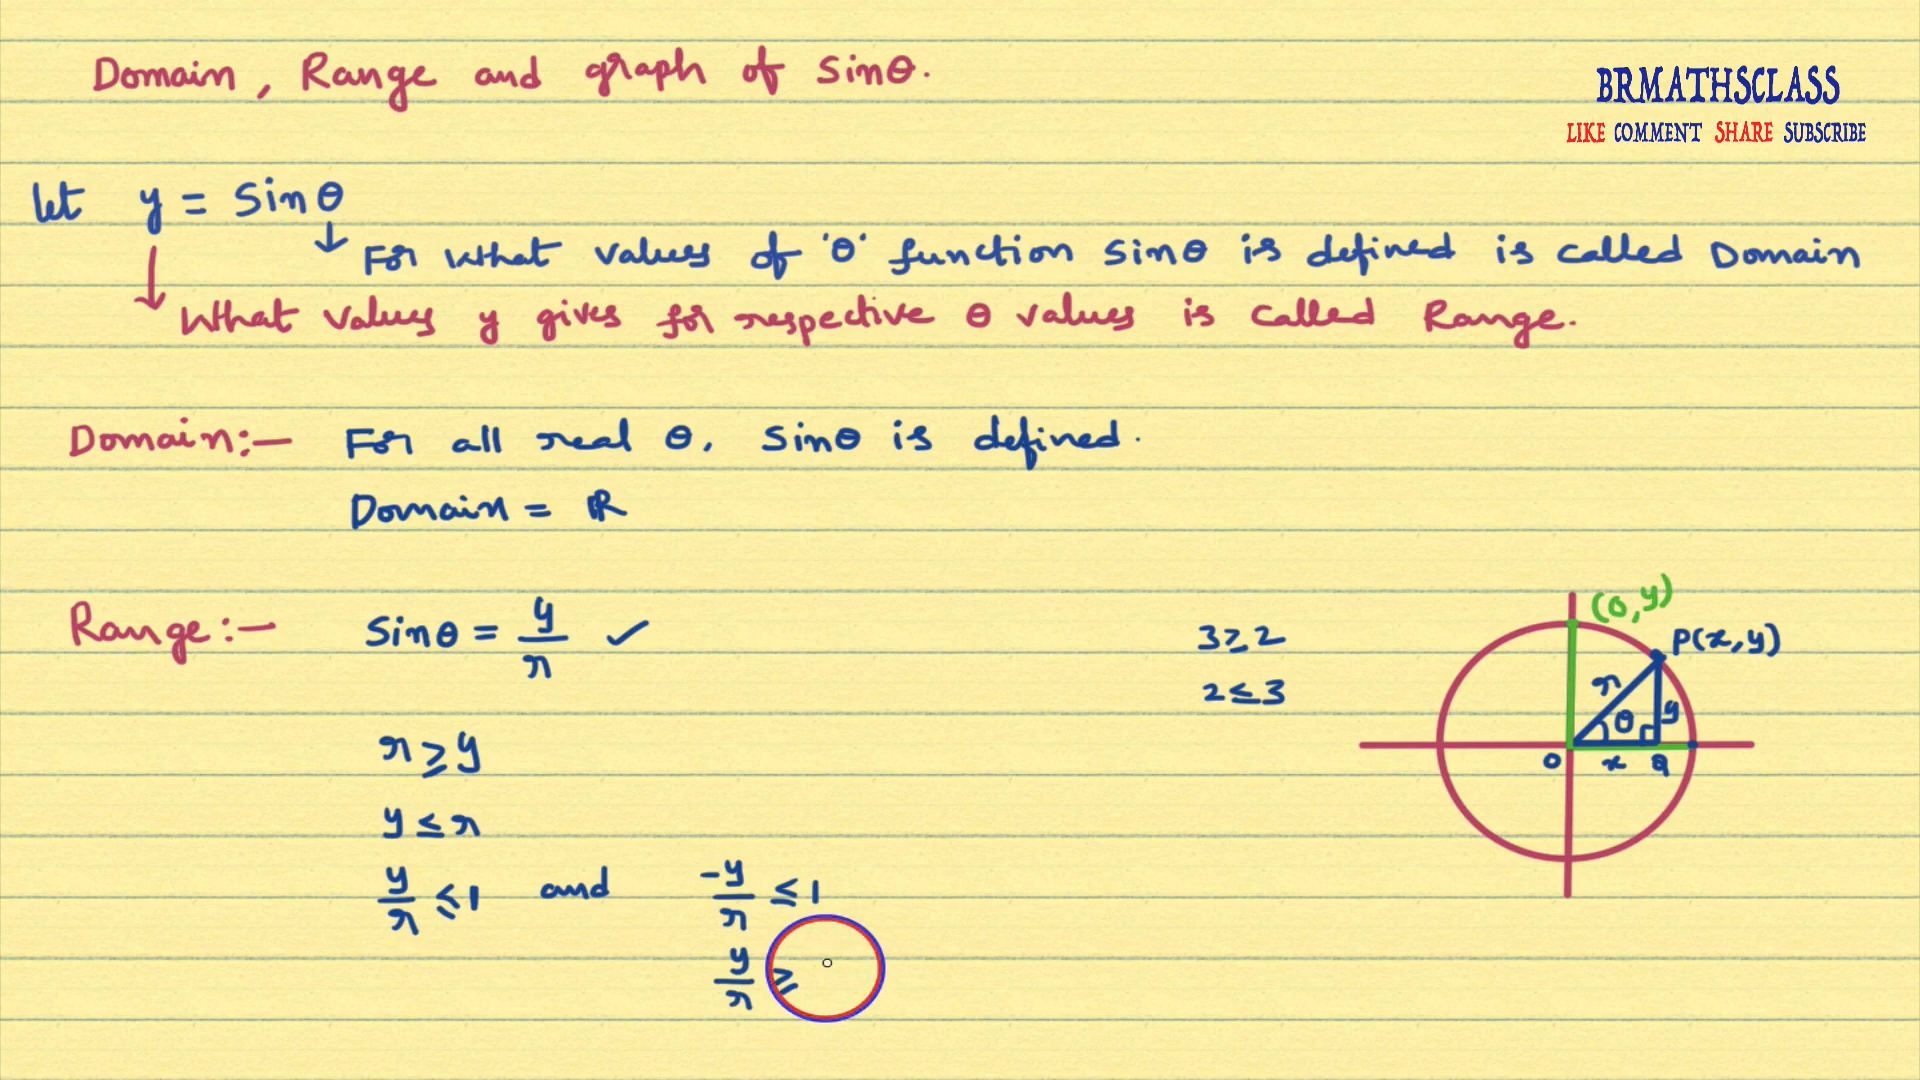 Domain, Range and graph of sinθ.
BRMATHSCLASS
LIKE COMMENT SHARE SUBSCRIBE
let y = Sinθ
↓ For what values of 'θ' function sinθ is defined is called Domain
↓ What values y gives for respective θ values is called Range.
Domain:— For all real θ, sinθ is defined.
Domain = ℝ
Range:— Sinθ = y/r ✓
3≥2
2≤3
(0,y)
P(x,y)
r
θ
y
O x Q
r ≥ y
y ≤ r
y/r ≤ 1 and -y/r ≤ 1
y/r ≥